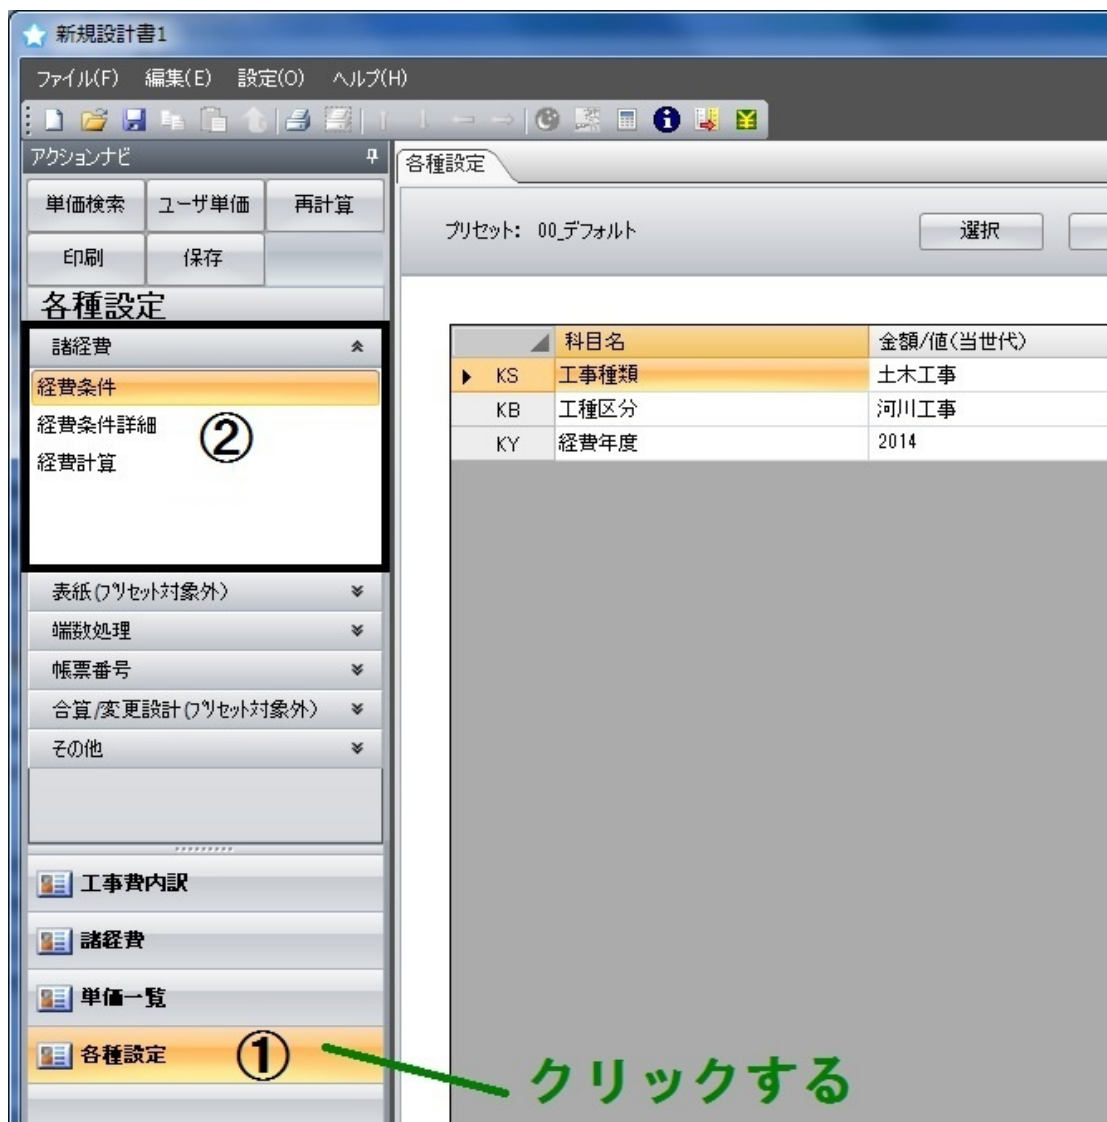 新規設計書1
ファイル(F) 編集(E) 設定(O) ヘルプ(H)
アクションナビ
単価検索 ユーザ単価 再計算
印刷 保存
各種設定
諸経費
経費条件
経費条件詳細
経費計算
②
表紙(プリセット対象外)
端数処理
帳票番号
合算/変更設計(プリセット対象外)
その他
工事費内訳
諸経費
単価一覧
各種設定 ①
クリックする
各種設定
プリセット: 00_デフォルト 選択
科目名 金額/値(当世代)
KS 工事種類 土木工事
KB 工種区分 河川工事
KY 経費年度 2014